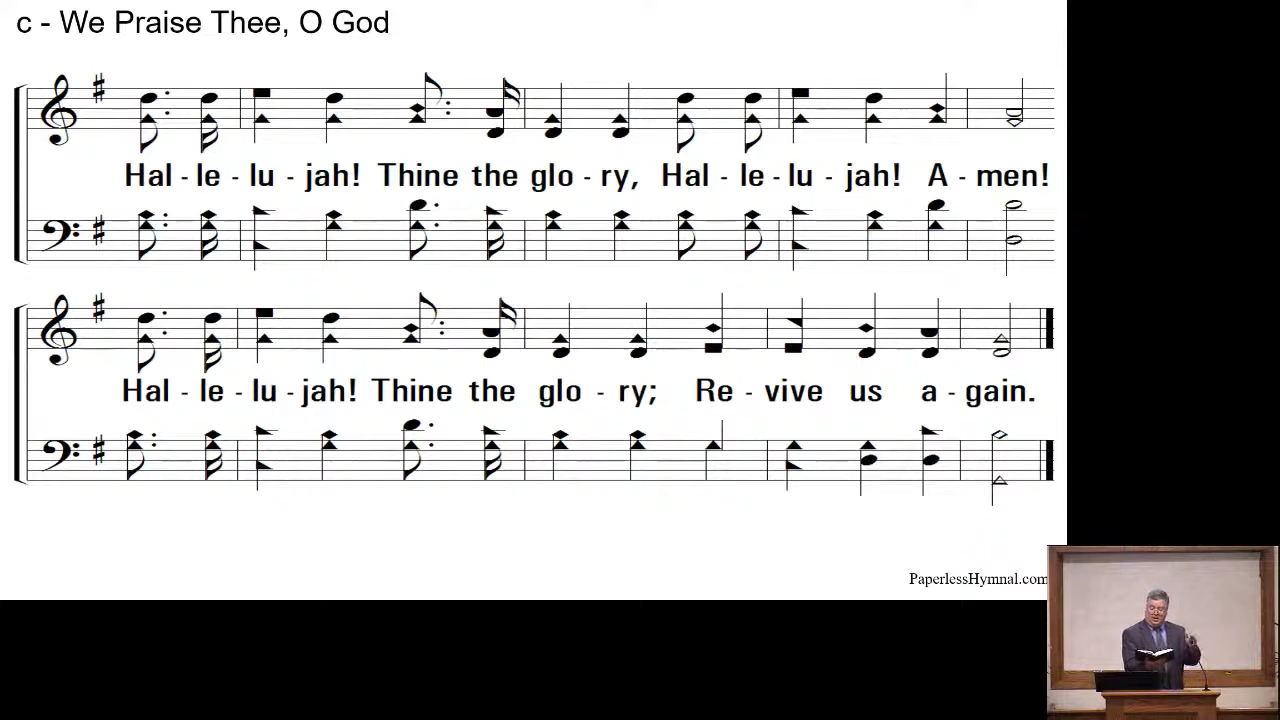 c - We Praise Thee, O God
Hal - le - lu - jah! Thine the glo - ry, Hal - le - lu - jah! A - men!
Hal - le - lu - jah! Thine the glo - ry; Re - vive us a - gain.
PaperlessHymnal.com